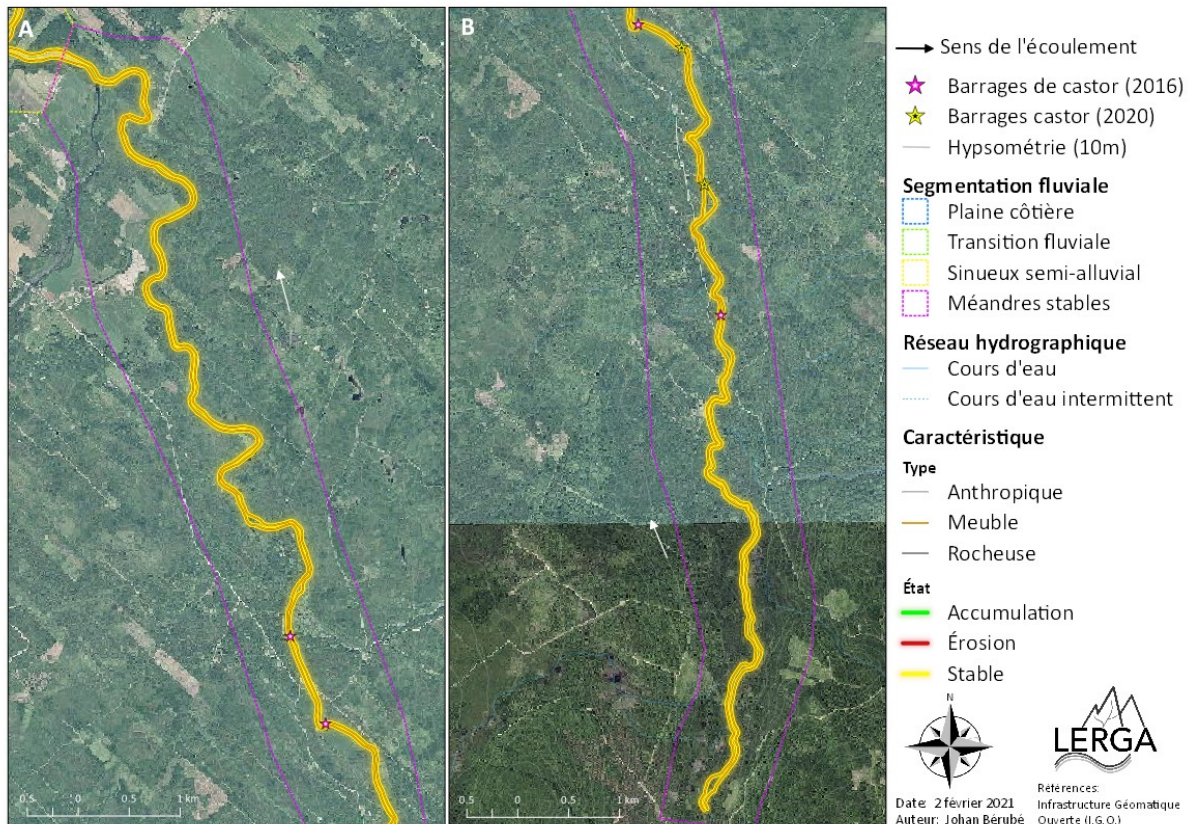 A
0.5 0 0.5 1 km
B
0.5 0 0.5 1 km
Sens de l'écoulement
Barrages de castor (2016)
Barrages castor (2020)
Hypsométrie (10m)
Segmentation fluviale
Plaine côtière
Transition fluviale
Sinueux semi-alluvial
Méandres stables
Réseau hydrographique
Cours d'eau
Cours d'eau intermittent
Caractéristique
Type
Anthropique
Meuble
Rocheuse
État
Accumulation
Érosion
Stable
N
LERGA
Date: 2 février 2021
Auteur: Johan Bérubé
Références:
Infrastructure Géomatique
Ouverte (I.G.O.)